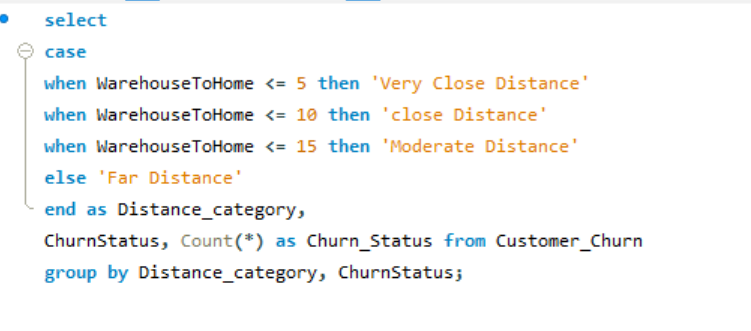 select
case
when WarehouseToHome <= 5 then 'Very Close Distance'
when WarehouseToHome <= 10 then 'close Distance'
when WarehouseToHome <= 15 then 'Moderate Distance'
else 'Far Distance'
end as Distance_category,
ChurnStatus, Count(*) as Churn_Status from Customer_Churn
group by Distance_category, ChurnStatus;